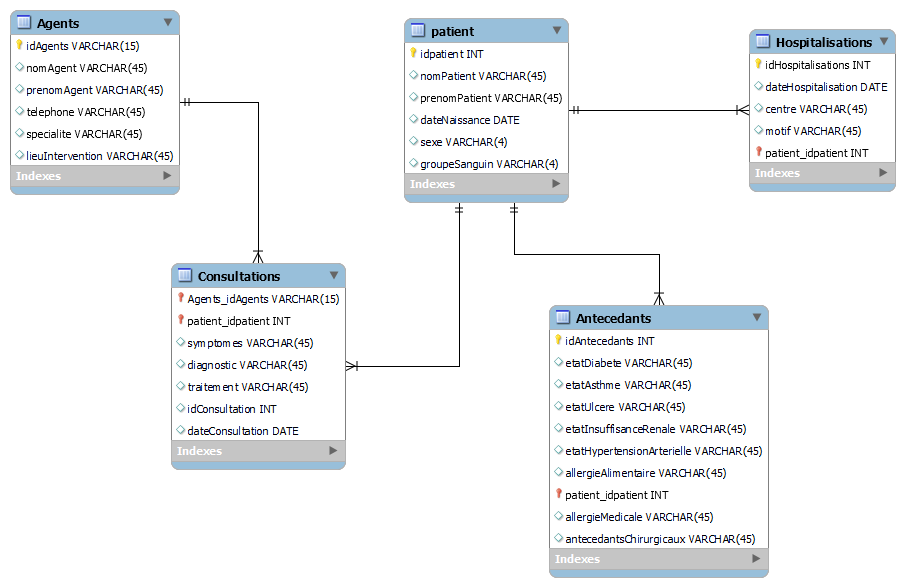 Agents
idAgents VARCHAR(15)
nomAgent VARCHAR(45)
prenomAgent VARCHAR(45)
telephone VARCHAR(45)
specialite VARCHAR(45)
lieuIntervention VARCHAR(45)
Indexes
patient
idpatient INT
nomPatient VARCHAR(45)
prenomPatient VARCHAR(45)
dateNaissance DATE
sexe VARCHAR(4)
groupeSanguin VARCHAR(4)
Indexes
Hospitalisations
idHospitalisations INT
dateHospitalisation DATE
centre VARCHAR(45)
motif VARCHAR(45)
patient_idpatient INT
Indexes
Consultations
Agents_idAgents VARCHAR(15)
patient_idpatient INT
symptomes VARCHAR(45)
diagnostic VARCHAR(45)
traitement VARCHAR(45)
idConsultation INT
dateConsultation DATE
Indexes
Antecedants
idAntecedants INT
etatDiabete VARCHAR(45)
etatAsthme VARCHAR(45)
etatUlcere VARCHAR(45)
etatInsuffisanceRenale VARCHAR(45)
etatHypertensionArterielle VARCHAR(45)
allergieAlimentaire VARCHAR(45)
patient_idpatient INT
allergieMedicale VARCHAR(45)
antecedantsChirurgicaux VARCHAR(45)
Indexes